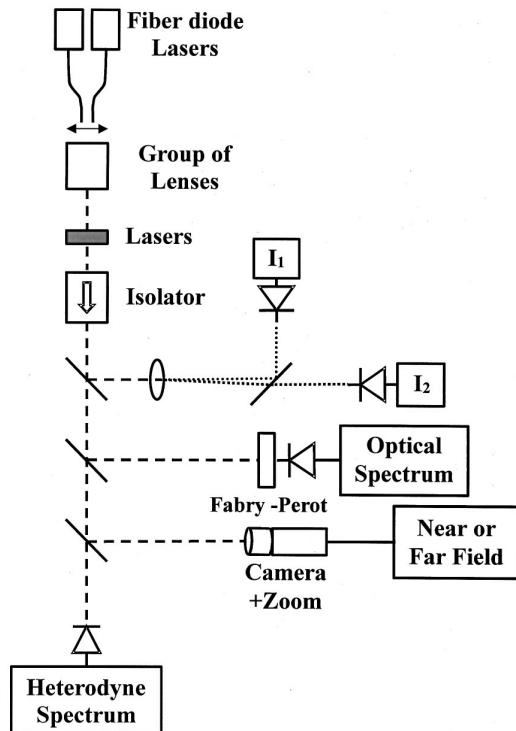 Fiber diode
Lasers
Group of
Lenses
Lasers
Isolator
I₁
I₂
Optical
Spectrum
Fabry -Perot
Near or
Far Field
Camera
+Zoom
Heterodyne
Spectrum